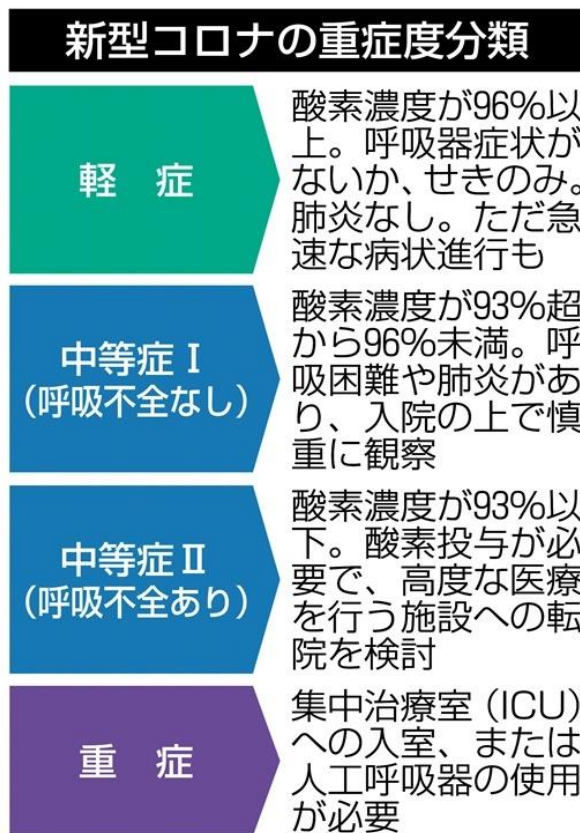 新型コロナの重症度分類
軽 症
酸素濃度が96%以
上。呼吸器症状が
ないか、せきのみ。
肺炎なし。ただ急
速な病状進行も
中等症Ⅰ
(呼吸不全なし)
酸素濃度が93%超
から96%未満。呼
吸困難や肺炎があ
り、入院の上で慎
重に観察
中等症Ⅱ
(呼吸不全あり)
酸素濃度が93%以
下。酸素投与が必
要で、高度な医療
を行う施設への転
院を検討
重 症
集中治療室(ICU)
への入室、または
人工呼吸器の使用
が必要